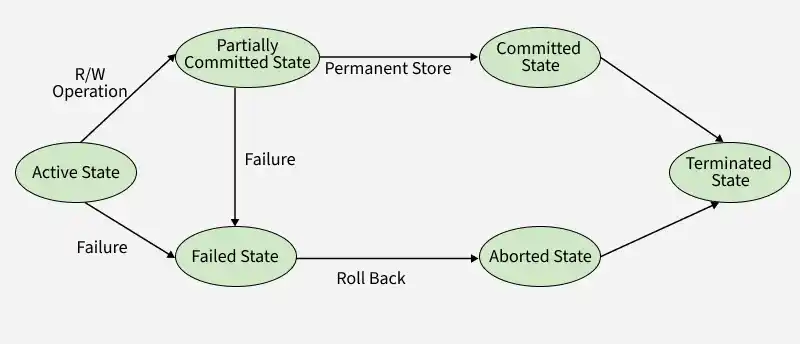 Partially
Committed State
Committed
State
R/W
Operation
Permanent Store
Active State
Failure
Terminated
State
Failure
Failed State
Roll Back
Aborted State